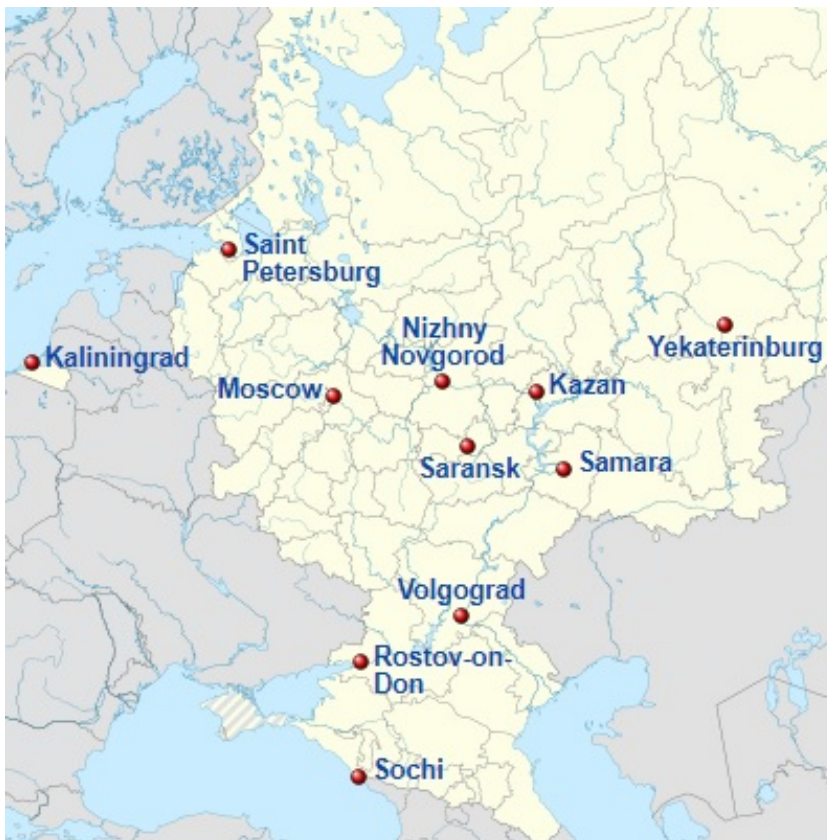 Saint
Petersburg
Nizhny
Novgorod
Yekaterinburg
Kaliningrad
Moscow
Kazan
Saransk
Samara
Volgograd
Rostov-on-
Don
Sochi